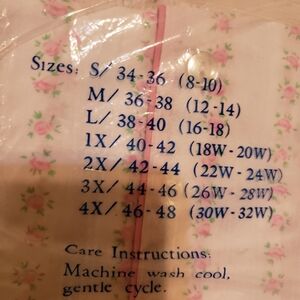 Sizes: S/ 34-36 (8-10)
M/ 36-38 (12-14)
L/ 38-40 (16-18)
1X/ 40-42 (18W-20W)
2X/ 42-44 (22W-24W)
3X/ 44-46 (26W-28W)
4X/ 46-48 (30W-32W)
Care Instructions:
Machine wash cool,
gentle cycle.